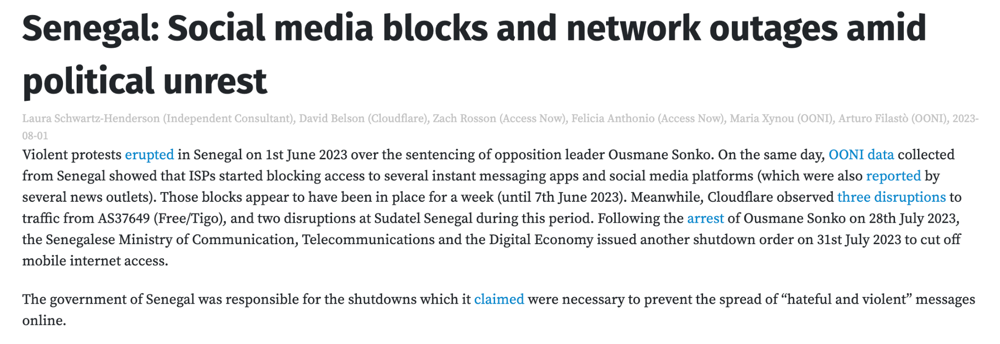 Senegal: Social media blocks and network outages amid
political unrest
Laura Schwartz-Henderson (Independent Consultant), David Belson (Cloudflare), Zach Rosson (Access Now), Felicia Anthonio (Access Now), Maria Xynou (OONI), Arturo Filastò (OONI), 2023-
08-01
Violent protests erupted in Senegal on 1st June 2023 over the sentencing of opposition leader Ousmane Sonko. On the same day, OONI data collected
from Senegal showed that ISPs started blocking access to several instant messaging apps and social media platforms (which were also reported by
several news outlets). Those blocks appear to have been in place for a week (until 7th June 2023). Meanwhile, Cloudflare observed three disruptions to
traffic from AS37649 (Free/Tigo), and two disruptions at Sudatel Senegal during this period. Following the arrest of Ousmane Sonko on 28th July 2023,
the Senegalese Ministry of Communication, Telecommunications and the Digital Economy issued another shutdown order on 31st July 2023 to cut off
mobile internet access.
The government of Senegal was responsible for the shutdowns which it claimed were necessary to prevent the spread of “hateful and violent” messages
online.